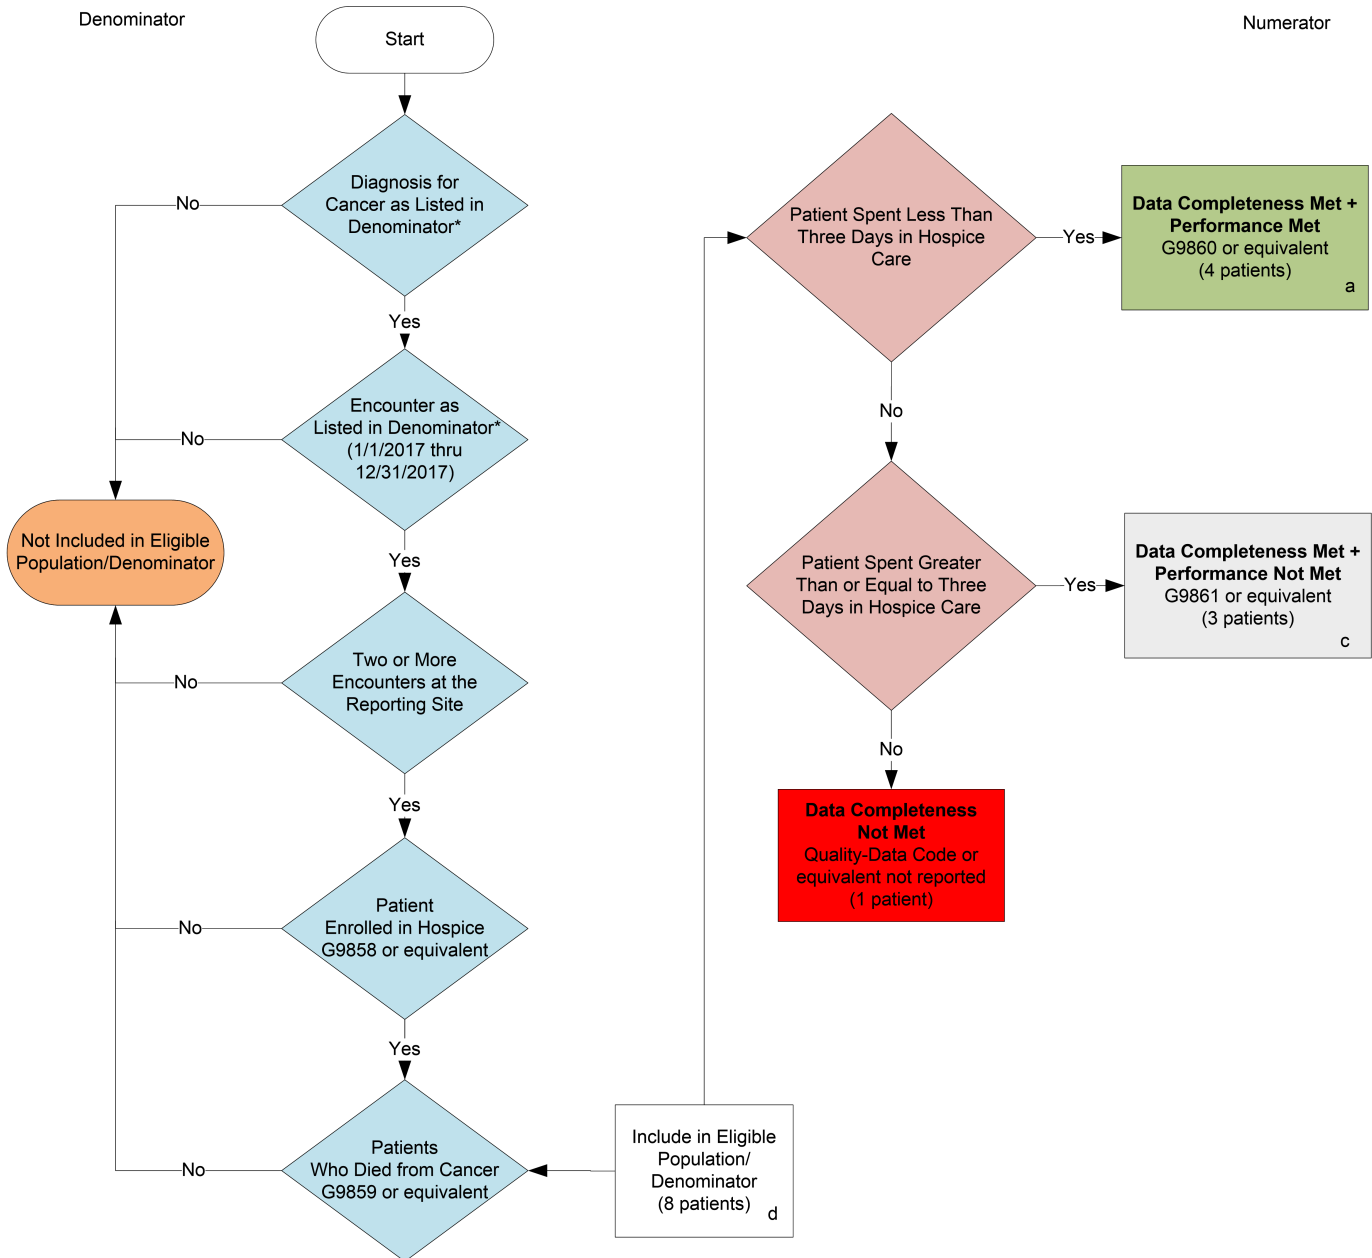 Denominator
Numerator
Start
Diagnosis for
Cancer as Listed in
Denominator*
No
Yes
Encounter as
Listed in Denominator*
(1/1/2017 thru
12/31/2017)
No
Yes
Not Included in Eligible
Population/Denominator
Two or More
Encounters at the
Reporting Site
No
Yes
Patient
Enrolled in Hospice
G9858 or equivalent
No
Yes
Patients
Who Died from Cancer
G9859 or equivalent
No
Include in Eligible
Population/
Denominator
(8 patients)
d
Patient Spent Less Than
Three Days in Hospice
Care
Yes
Data Completeness Met +
Performance Met
G9860 or equivalent
(4 patients)
a
No
Patient Spent Greater
Than or Equal to Three
Days in Hospice Care
Yes
Data Completeness Met +
Performance Not Met
G9861 or equivalent
(3 patients)
c
No
Data Completeness
Not Met
Quality-Data Code or
equivalent not reported
(1 patient)